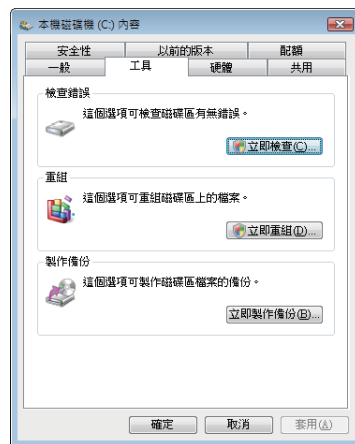 本機磁碟機 (C:) 內容
安全性 以前的版本 配額
一般 工具 硬體 共用
檢查錯誤
這個選項可檢查磁碟區有無錯誤。
立即檢查(C)...
重組
這個選項可重組磁碟區上的檔案。
立即重組(D)...
製作備份
這個選項可製作磁碟區檔案的備份。
立即製作備份(B)...
確定 取消 套用(A)